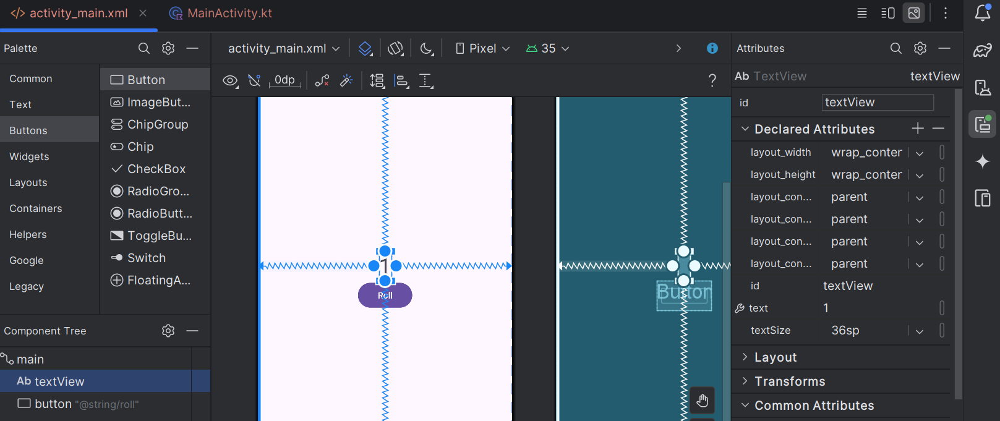 activity_main.xml
MainActivity.kt
Palette
activity_main.xml
Pixel
35
Attributes
0dp
Ab TextView textView
Common
Text
Buttons
Widgets
Layouts
Containers
Helpers
Google
Legacy
Button
ImageBut...
ChipGroup
Chip
CheckBox
RadioGro...
RadioButt...
ToggleBu...
Switch
FloatingA...
Component Tree
main
Ab textView
button "@string/roll"
1
Roll
Button
id textView
Declared Attributes
layout_width wrap_conten
layout_height wrap_conten
layout_con... parent
layout_con... parent
layout_con... parent
layout_con... parent
id textView
text 1
textSize 36sp
Layout
Transforms
Common Attributes